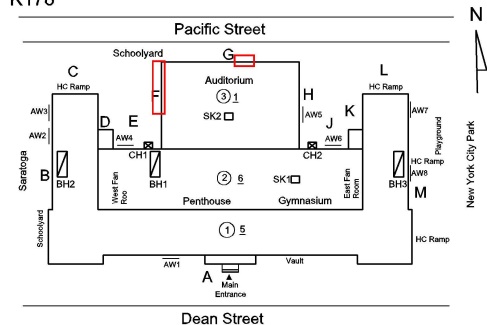 K178
Pacific Street
N
Schoolyard
G
C
L
HC Ramp
Auditorium
HC Ramp
F
3 1
H
AW3
SK2
AW5
AW7
D
E
J
K
AW2
AW4
AW6
Playground
CH1
CH2
New York City Park
Saratoga
B
BH2
BH1
2 6
SK1
BH3
HC Ramp
AW8
M
West Fan
Roo
East Fan
Room
Penthouse
Gymnasium
Schoolyard
1 5
HC Ramp
AW1
A
Vault
Main
Entrance
Dean Street